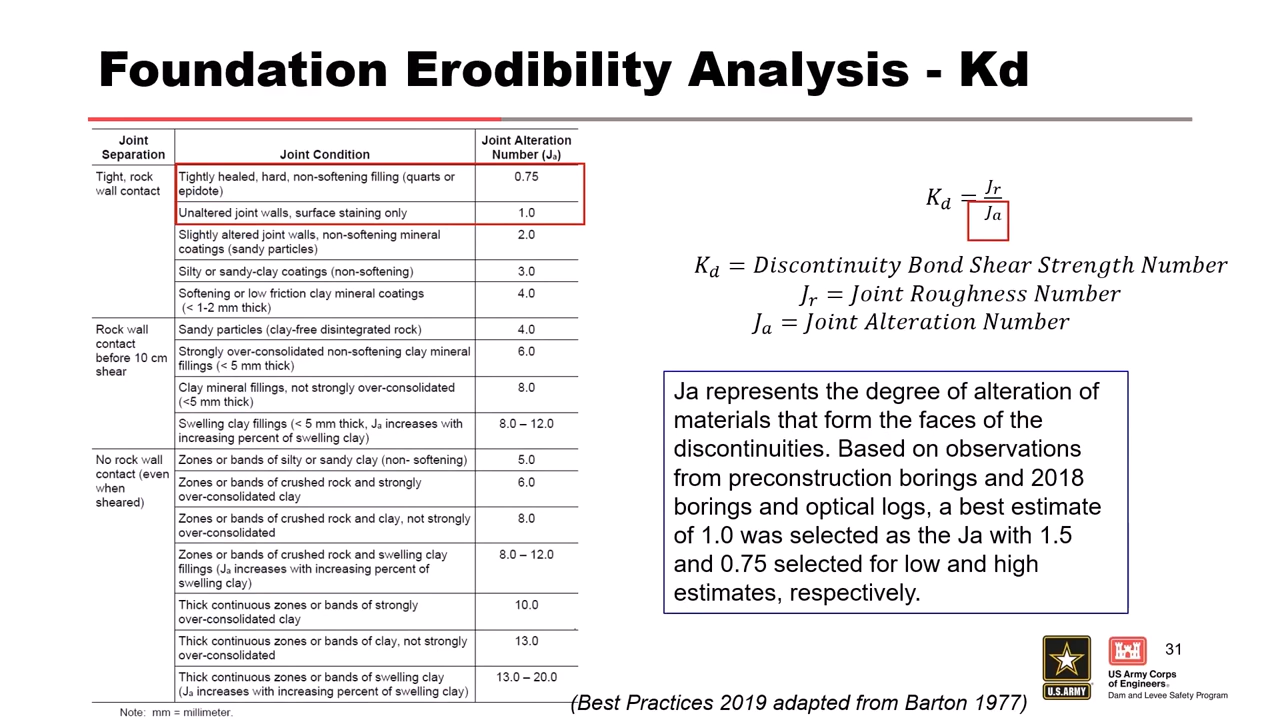 Foundation Erodibility Analysis - Kd
Joint
Separation
Joint Condition
Joint Alteration
Number (Ja)
Tight, rock
wall contact
Tightly healed, hard, non-softening filling (quarts or
epidote)
0.75
Unaltered joint walls, surface staining only
1.0
Slightly altered joint walls, non-softening mineral
coatings (sandy particles)
2.0
Silty or sandy-clay coatings (non-softening)
3.0
Softening or low friction clay mineral coatings
(< 1-2 mm thick)
4.0
Rock wall
contact
before 10 cm
shear
Sandy particles (clay-free disintegrated rock)
4.0
Strongly over-consolidated non-softening clay mineral
fillings (< 5 mm thick)
6.0
Clay mineral fillings, not strongly over-consolidated
(<5 mm thick)
8.0
Swelling clay fillings (< 5 mm thick, Ja increases with
increasing percent of swelling clay)
8.0 – 12.0
No rock wall
contact (even
when
sheared)
Zones or bands of silty or sandy clay (non- softening)
5.0
Zones or bands of crushed rock and strongly
over-consolidated clay
6.0
Zones or bands of crushed rock and clay, not strongly
over-consolidated
8.0
Zones or bands of crushed rock and swelling clay
fillings (Ja increases with increasing percent of
swelling clay)
8.0 – 12.0
Thick continuous zones or bands of strongly
over-consolidated clay
10.0
Thick continuous zones or bands of clay, not strongly
over-consolidated
13.0
Thick continuous zones or bands of swelling clay
(Ja increases with increasing percent of swelling clay)
13.0 – 20.0
Note: mm = millimeter.
Kd = Jr/Ja
Kd = Discontinuity Bond Shear Strength Number
Jr = Joint Roughness Number
Ja = Joint Alteration Number
Ja represents the degree of alteration of
materials that form the faces of the
discontinuities. Based on observations
from preconstruction borings and 2018
borings and optical logs, a best estimate
of 1.0 was selected as the Ja with 1.5
and 0.75 selected for low and high
estimates, respectively.
(Best Practices 2019 adapted from Barton 1977)
U.S.ARMY
US Army Corps
of Engineers®
Dam and Levee Safety Program
31